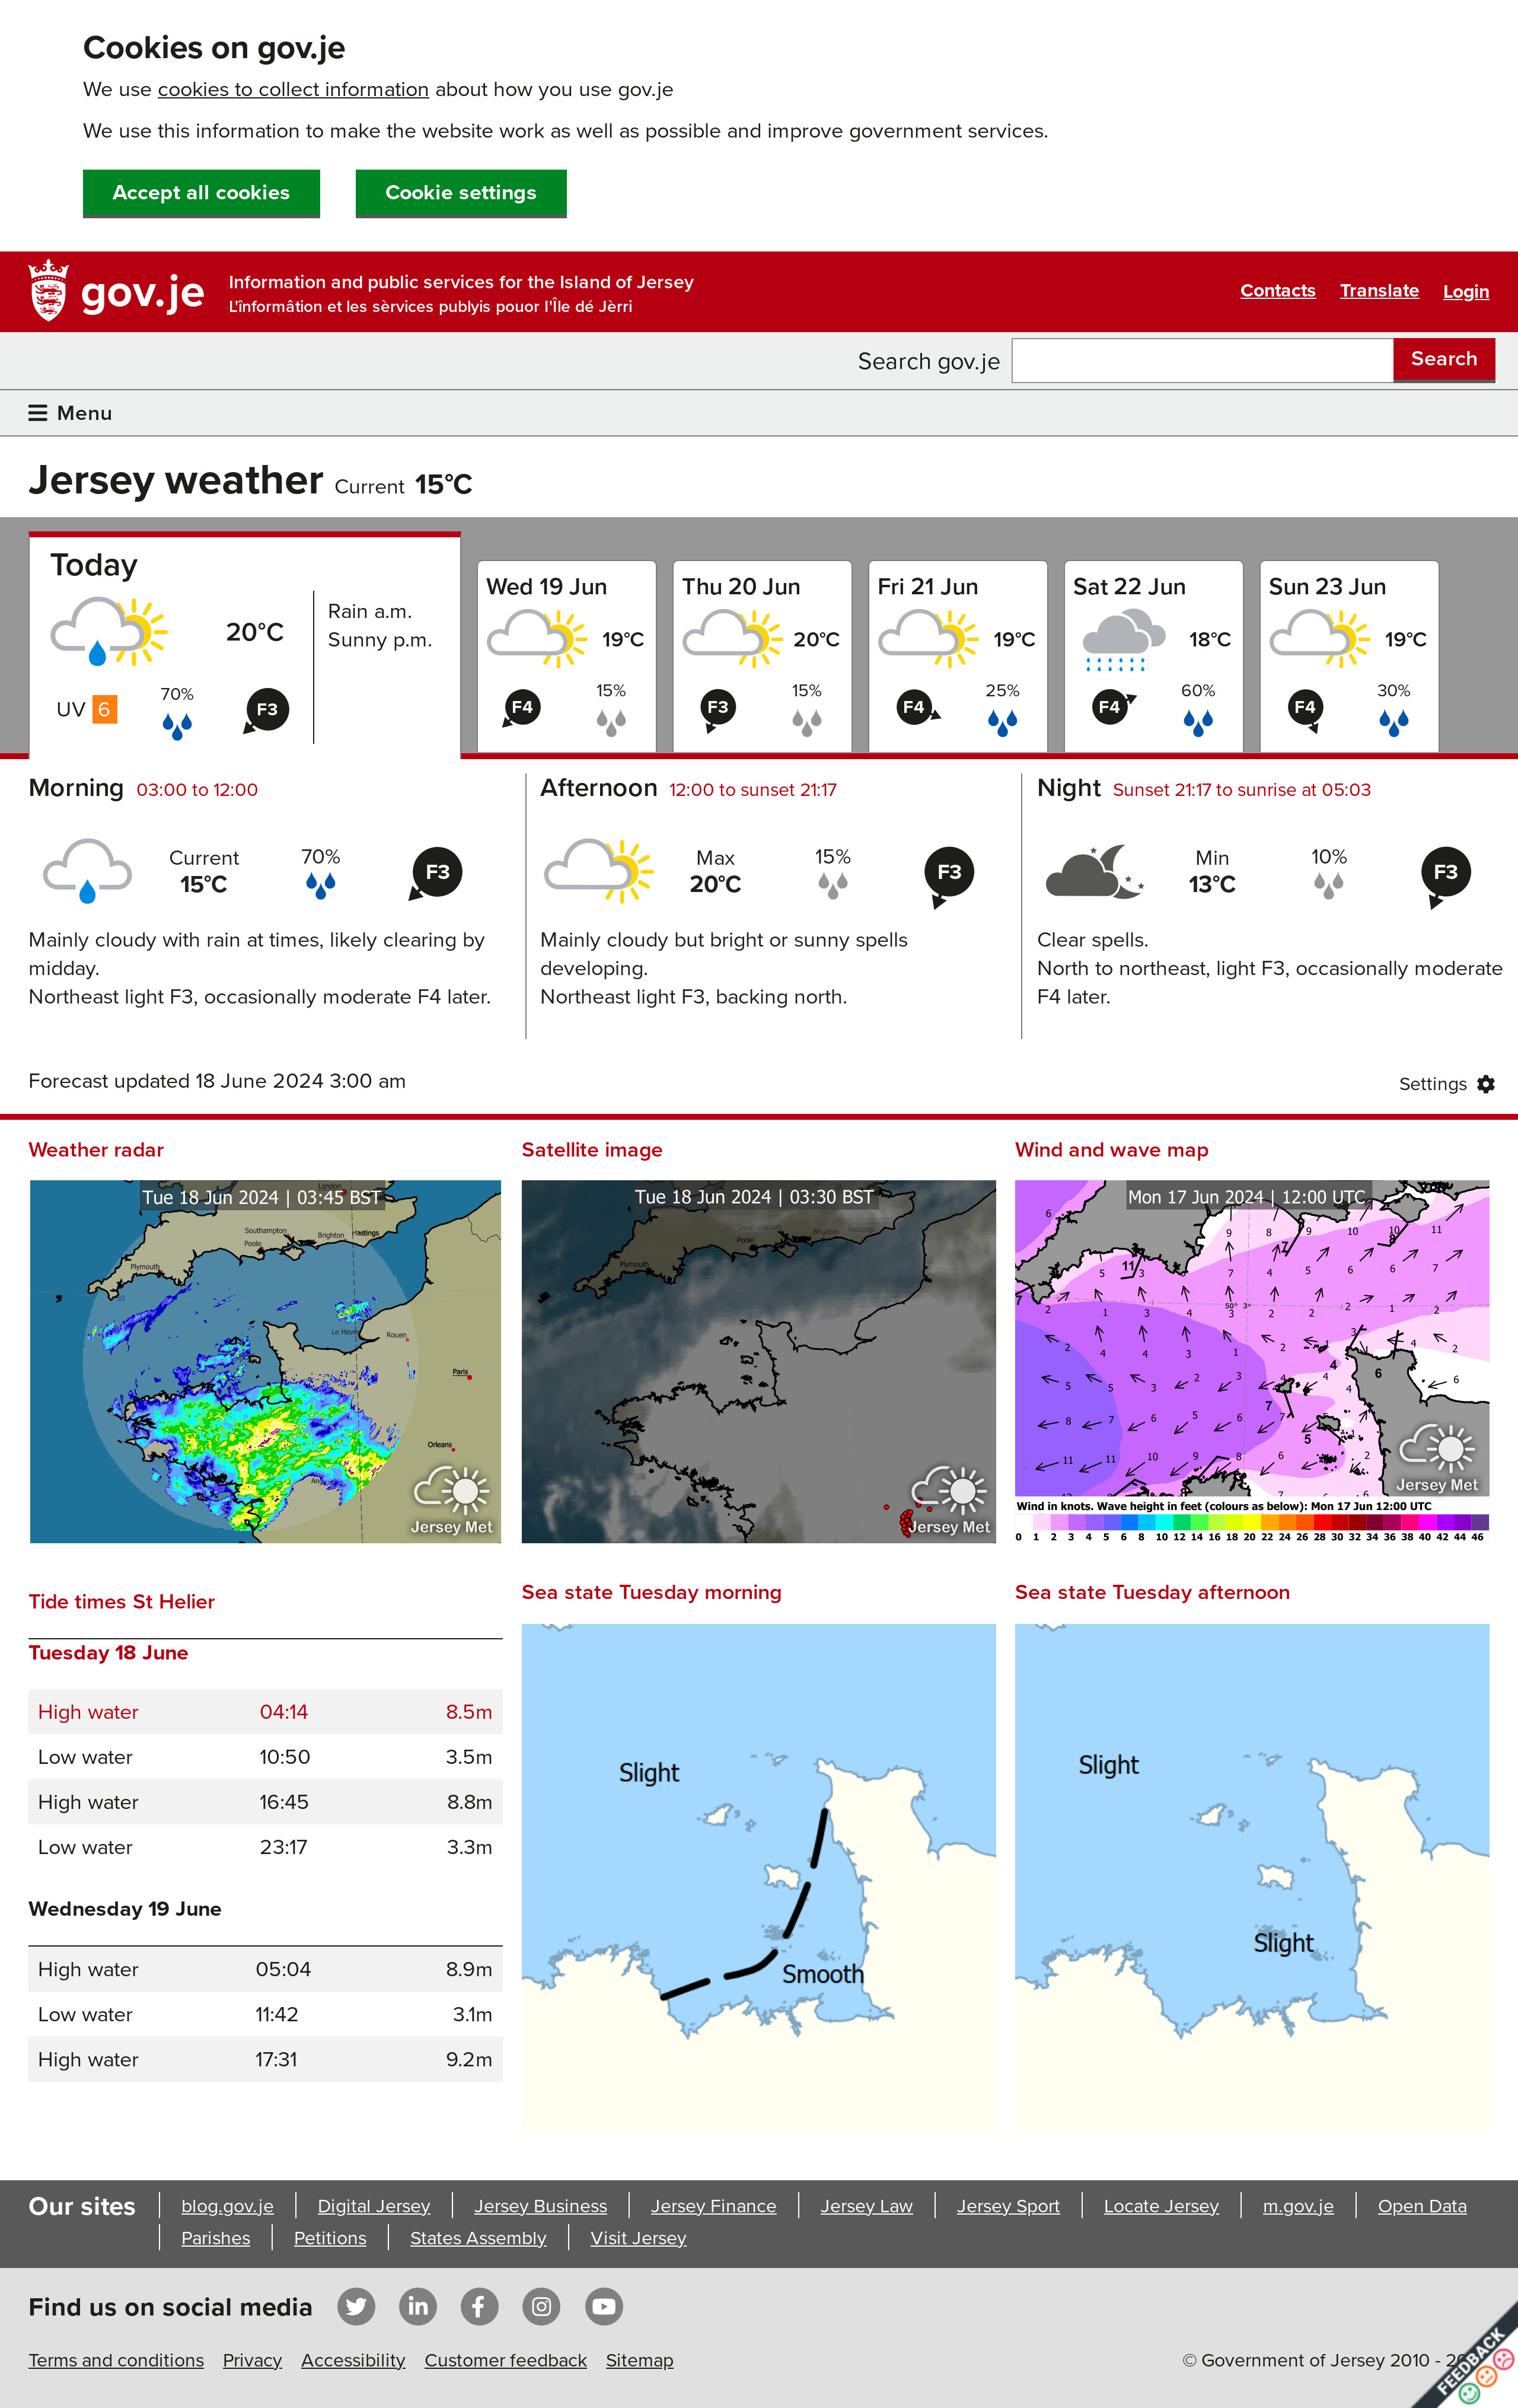 Cookies on gov.je
We use cookies to collect information about how you use gov.je
We use this information to make the website work as well as possible and improve government services.
Accept all cookies
Cookie settings
gov.je
Information and public services for the Island of Jersey
L'înformâtion et les sèrvices publyis pouor I'Île dé Jèrri
Contacts
Translate
Login
Search gov.je
Search
Menu
Jersey weather Current 15°C
Today
20°C
Rain a.m.
Sunny p.m.
UV 6
70%
F3
Wed 19 Jun
19°C
F4
15%
Thu 20 Jun
20°C
F3
15%
Fri 21 Jun
19°C
F4
25%
Sat 22 Jun
18°C
F4
60%
Sun 23 Jun
19°C
F4
30%
Morning 03:00 to 12:00
Current
15°C
70%
F3
Mainly cloudy with rain at times, likely clearing by
midday.
Northeast light F3, occasionally moderate F4 later.
Afternoon 12:00 to sunset 21:17
Max
20°C
15%
F3
Mainly cloudy but bright or sunny spells
developing.
Northeast light F3, backing north.
Night Sunset 21:17 to sunrise at 05:03
Min
13°C
10%
F3
Clear spells.
North to northeast, light F3, occasionally moderate
F4 later.
Forecast updated 18 June 2024 3:00 am
Settings
Weather radar
Tue 18 Jun 2024 | 03:45 BST
London
Southampton
Poole
Brighton
Hastings
Plymouth
Rouen
Paris
Orleans
Jersey Met
Satellite image
Tue 18 Jun 2024 | 03:30 BST
Poole
Brighton
Plymouth
Jersey Met
Wind and wave map
Mon 17 Jun 2024 | 12:00 UTC
Jersey Met
Wind in knots. Wave height in feet (colours as below): Mon 17 Jun 12:00 UTC
0 1 2 3 4 5 6 8 10 12 14 16 18 20 22 24 26 28 30 32 34 36 38 40 42 44 46
Tide times St Helier
Tuesday 18 June
High water 04:14 8.5m
Low water 10:50 3.5m
High water 16:45 8.8m
Low water 23:17 3.3m
Wednesday 19 June
High water 05:04 8.9m
Low water 11:42 3.1m
High water 17:31 9.2m
Sea state Tuesday morning
Slight
Smooth
Sea state Tuesday afternoon
Slight
Slight
Our sites
blog.gov.je
Digital Jersey
Jersey Business
Jersey Finance
Jersey Law
Jersey Sport
Locate Jersey
m.gov.je
Open Data
Parishes
Petitions
States Assembly
Visit Jersey
Find us on social media
Terms and conditions
Privacy
Accessibility
Customer feedback
Sitemap
© Government of Jersey 2010 -
FEEDBACK